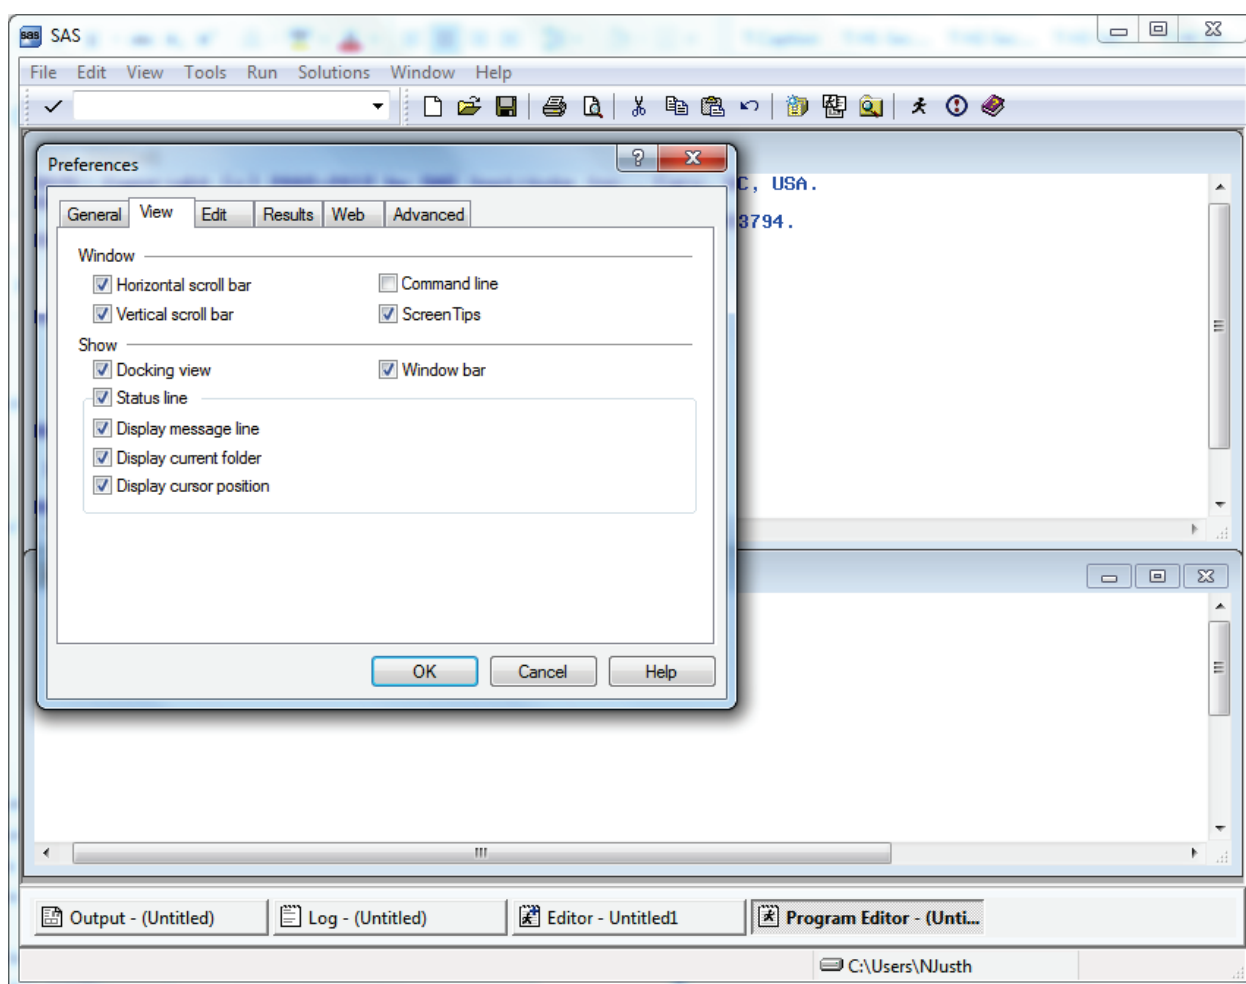 SAS
File Edit View Tools Run Solutions Window Help
Preferences
C, USA.
General View Edit Results Web Advanced
3794.
Window
Horizontal scroll bar Command line
Vertical scroll bar ScreenTips
Show
Docking view Window bar
Status line
Display message line
Display current folder
Display cursor position
OK Cancel Help
Output - (Untitled) Log - (Untitled) Editor - Untitled1 Program Editor - (Unti...
C:\Users\NJusth